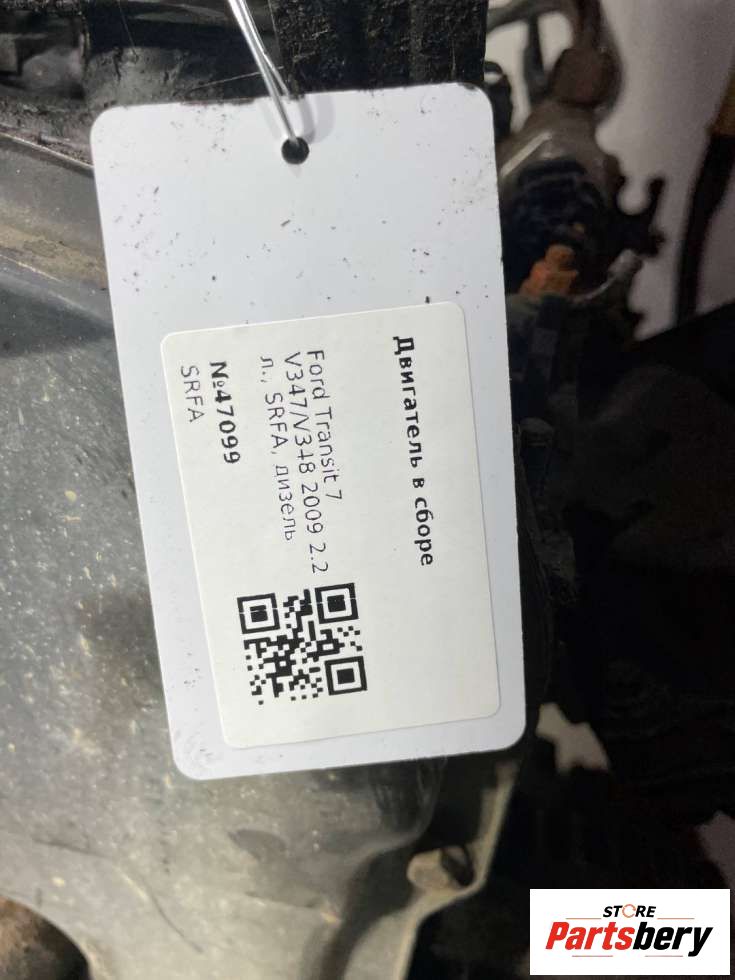 Двигатель в сборе
Ford Transit 7
V347/V348 2009 2.2
л., SRFA, дизель
№47099
SRFA
STORE
Partsbery